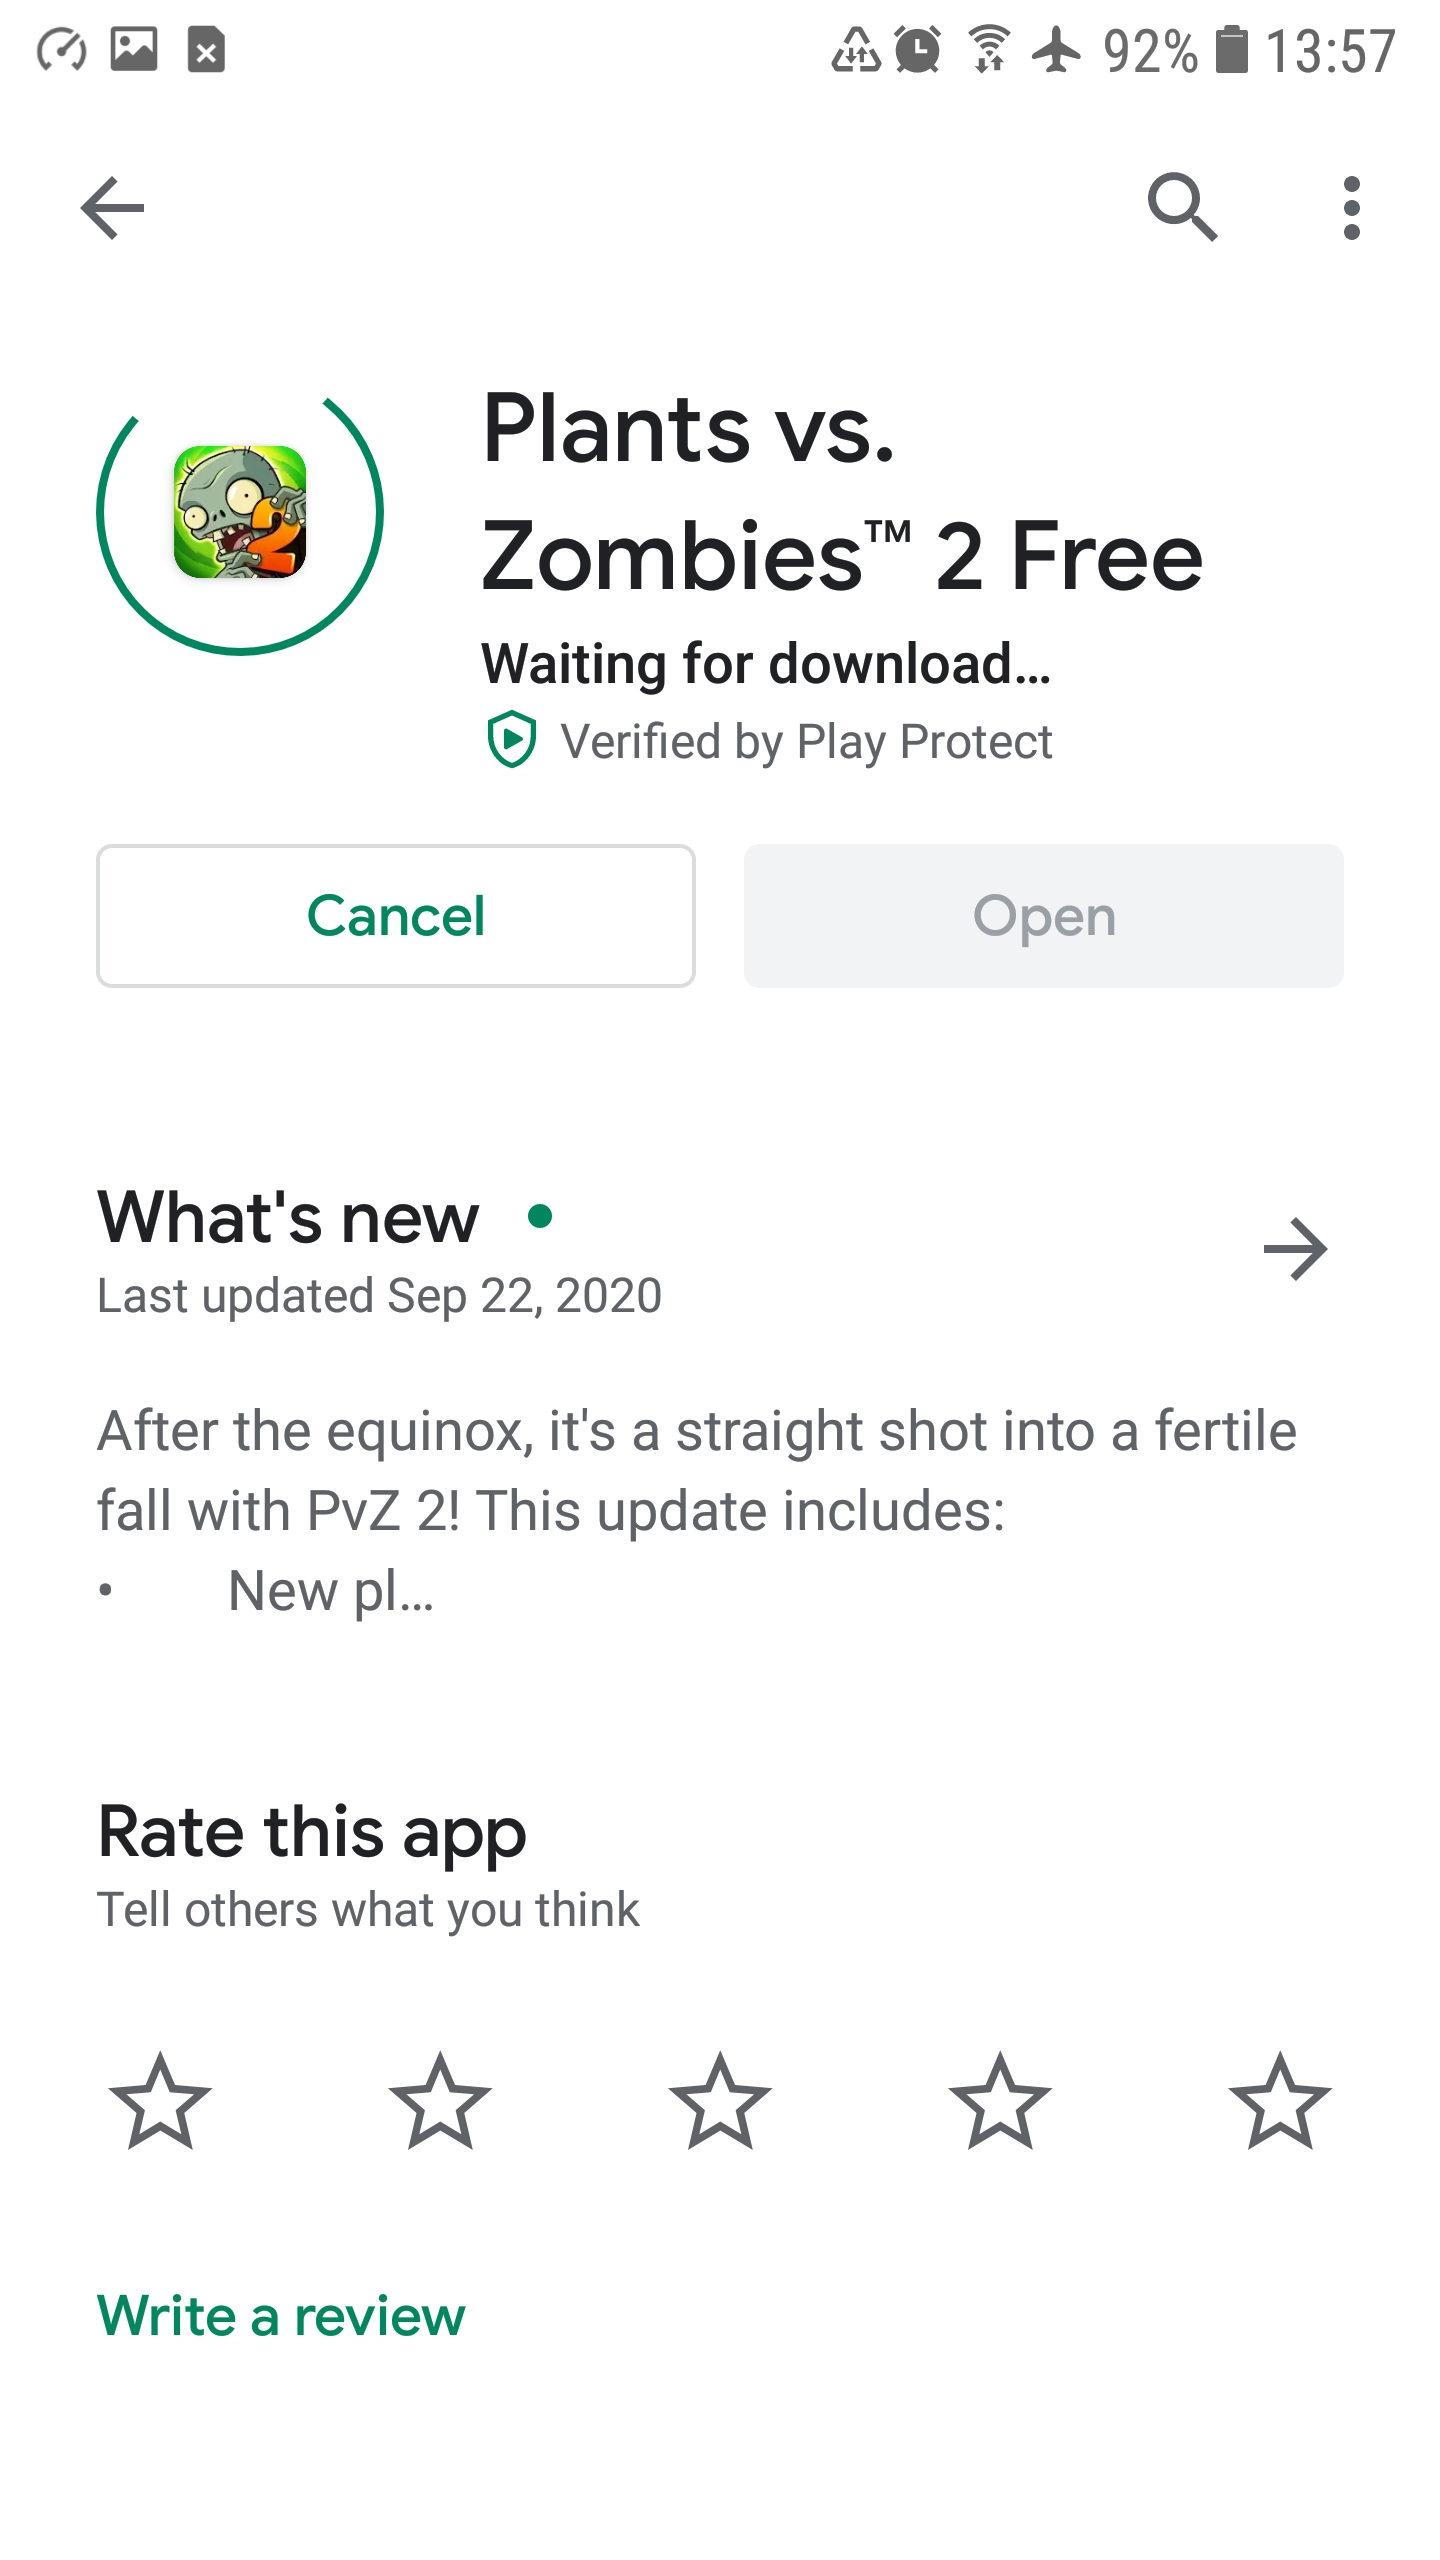 92% 13:57
Plants vs.
Zombies™ 2 Free
Waiting for download…
Verified by Play Protect
Cancel
Open
What's new
Last updated Sep 22, 2020
After the equinox, it's a straight shot into a fertile
fall with PvZ 2! This update includes:
• New pl…
Rate this app
Tell others what you think
Write a review